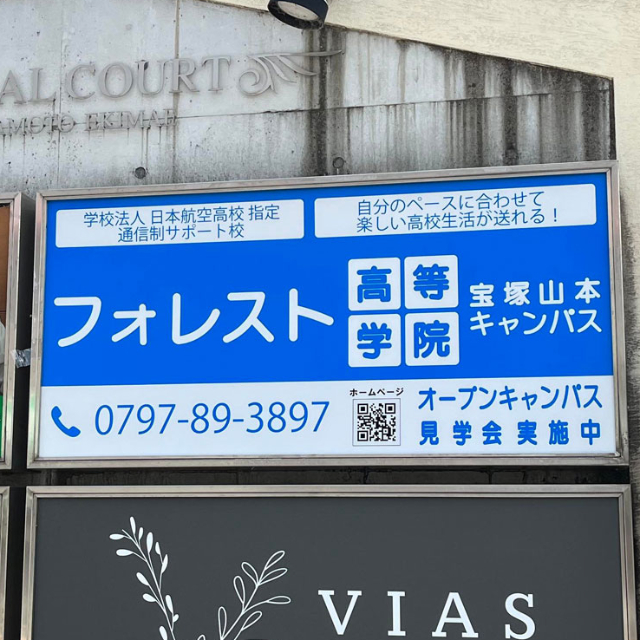 AL COURT
AMOTO EKIMAE
学校法人 日本航空高校 指定
通信制サポート校
自分のペースに合わせて
楽しい高校生活が送れる！
フォレスト
高等
学院
宝塚山本
キャンパス
0797-89-3897
ホームページ
オープンキャンパス
見学会実施中
VIAS